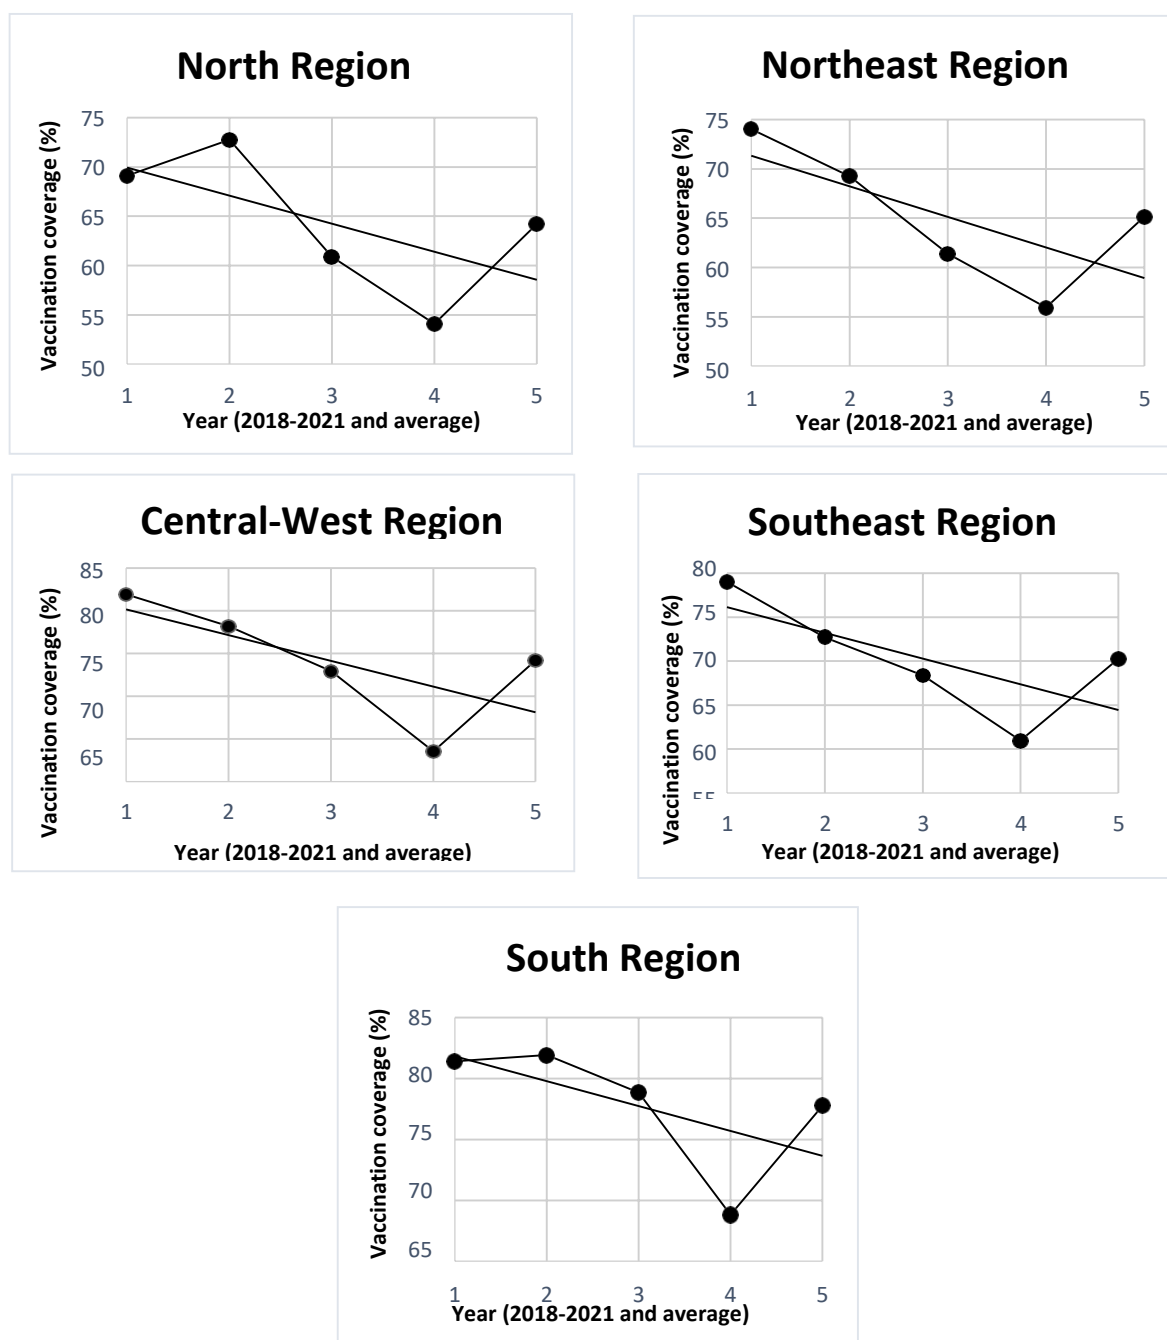 North Region
Vaccination coverage (%)
75
70
65
60
55
50
1 2 3 4 5
Year (2018-2021 and average)
Northeast Region
Vaccination coverage (%)
75
70
65
60
55
50
1 2 3 4 5
Year (2018-2021 and average)
Central-West Region
Vaccination coverage (%)
85
80
75
70
65
1 2 3 4 5
Year (2018-2021 and average)
Southeast Region
Vaccination coverage (%)
80
75
70
65
60
55
1 2 3 4 5
Year (2018-2021 and average)
South Region
Vaccination coverage (%)
85
80
75
70
65
1 2 3 4 5
Year (2018-2021 and average)